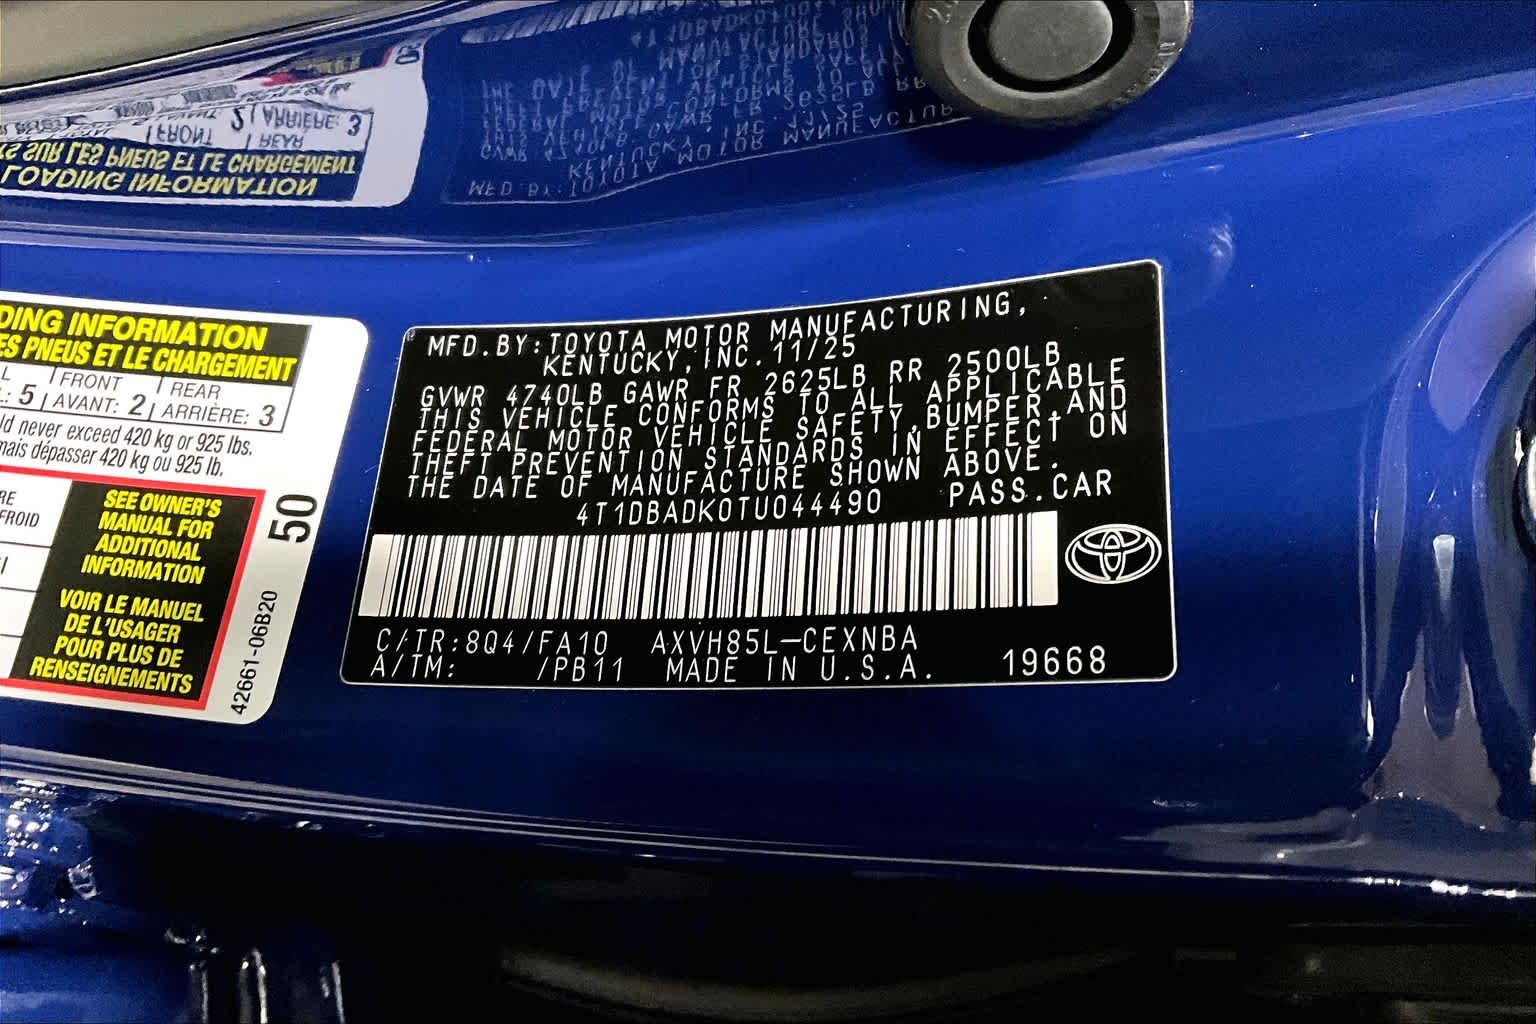 DING INFORMATION
ES PNEUS ET LE CHARGEMENT
L FRONT REAR
: 5 AVANT: 2 ARRIÈRE: 3
ld never exceed 420 kg or 925 lbs.
mais dépasser 420 kg ou 925 lb.
RE
FROID
SEE OWNER'S
MANUAL FOR
ADDITIONAL
INFORMATION
VOIR LE MANUEL
DE L'USAGER
POUR PLUS DE
RENSEIGNEMENTS
50
42661-06B20
MFD.BY:TOYOTA MOTOR MANUFACTURING,
KENTUCKY,INC.11/25
GVWR 4740LB GAWR FR 2625LB RR 2500LB
THIS VEHICLE CONFORMS TO ALL APPLICABLE
FEDERAL MOTOR VEHICLE SAFETY,BUMPER,AND
THEFT PREVENTION STANDARDS IN EFFECT ON
THE DATE OF MANUFACTURE SHOWN ABOVE.
4T1DBADK0TU044490 PASS.CAR
C/TR:8Q4/FA10 AXVH85L-CEXNBA
A/TM: /PB11 MADE IN U.S.A. 19668